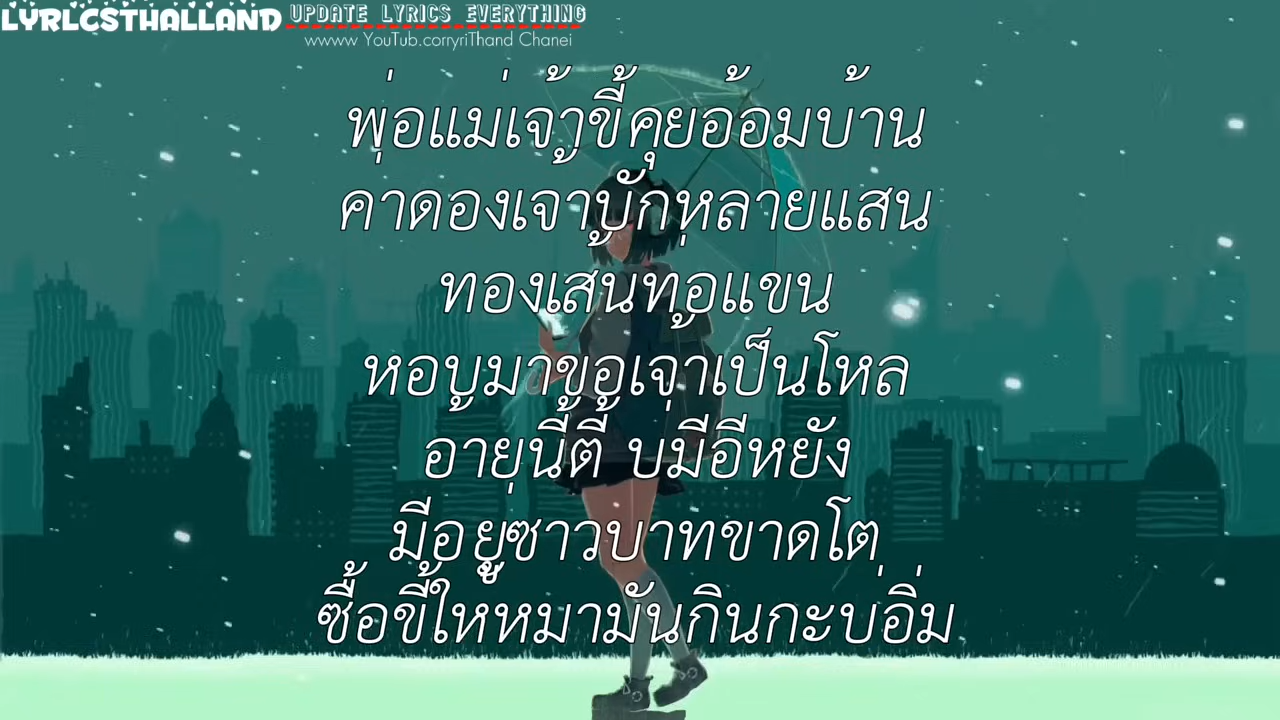 LYRLCSTHALLAND
UPDATE LYRICS EVERYTHING
wwww YouTub.corryriThand Chanei
พ่อแม่เจ้าขี้คุยอ้อมบ้าน
ค่าดองเจ้าบักหลายแสน
ทองเส้นท่อแขน
หอบมาขอเจ้าเป็นโหล
อ้ายนี้ตี้ บ่มีอีหยัง
มีอยู่ซาวบาทขาดโต
ซื้อขี้ให้หมามันกินกะบ่อิ่ม